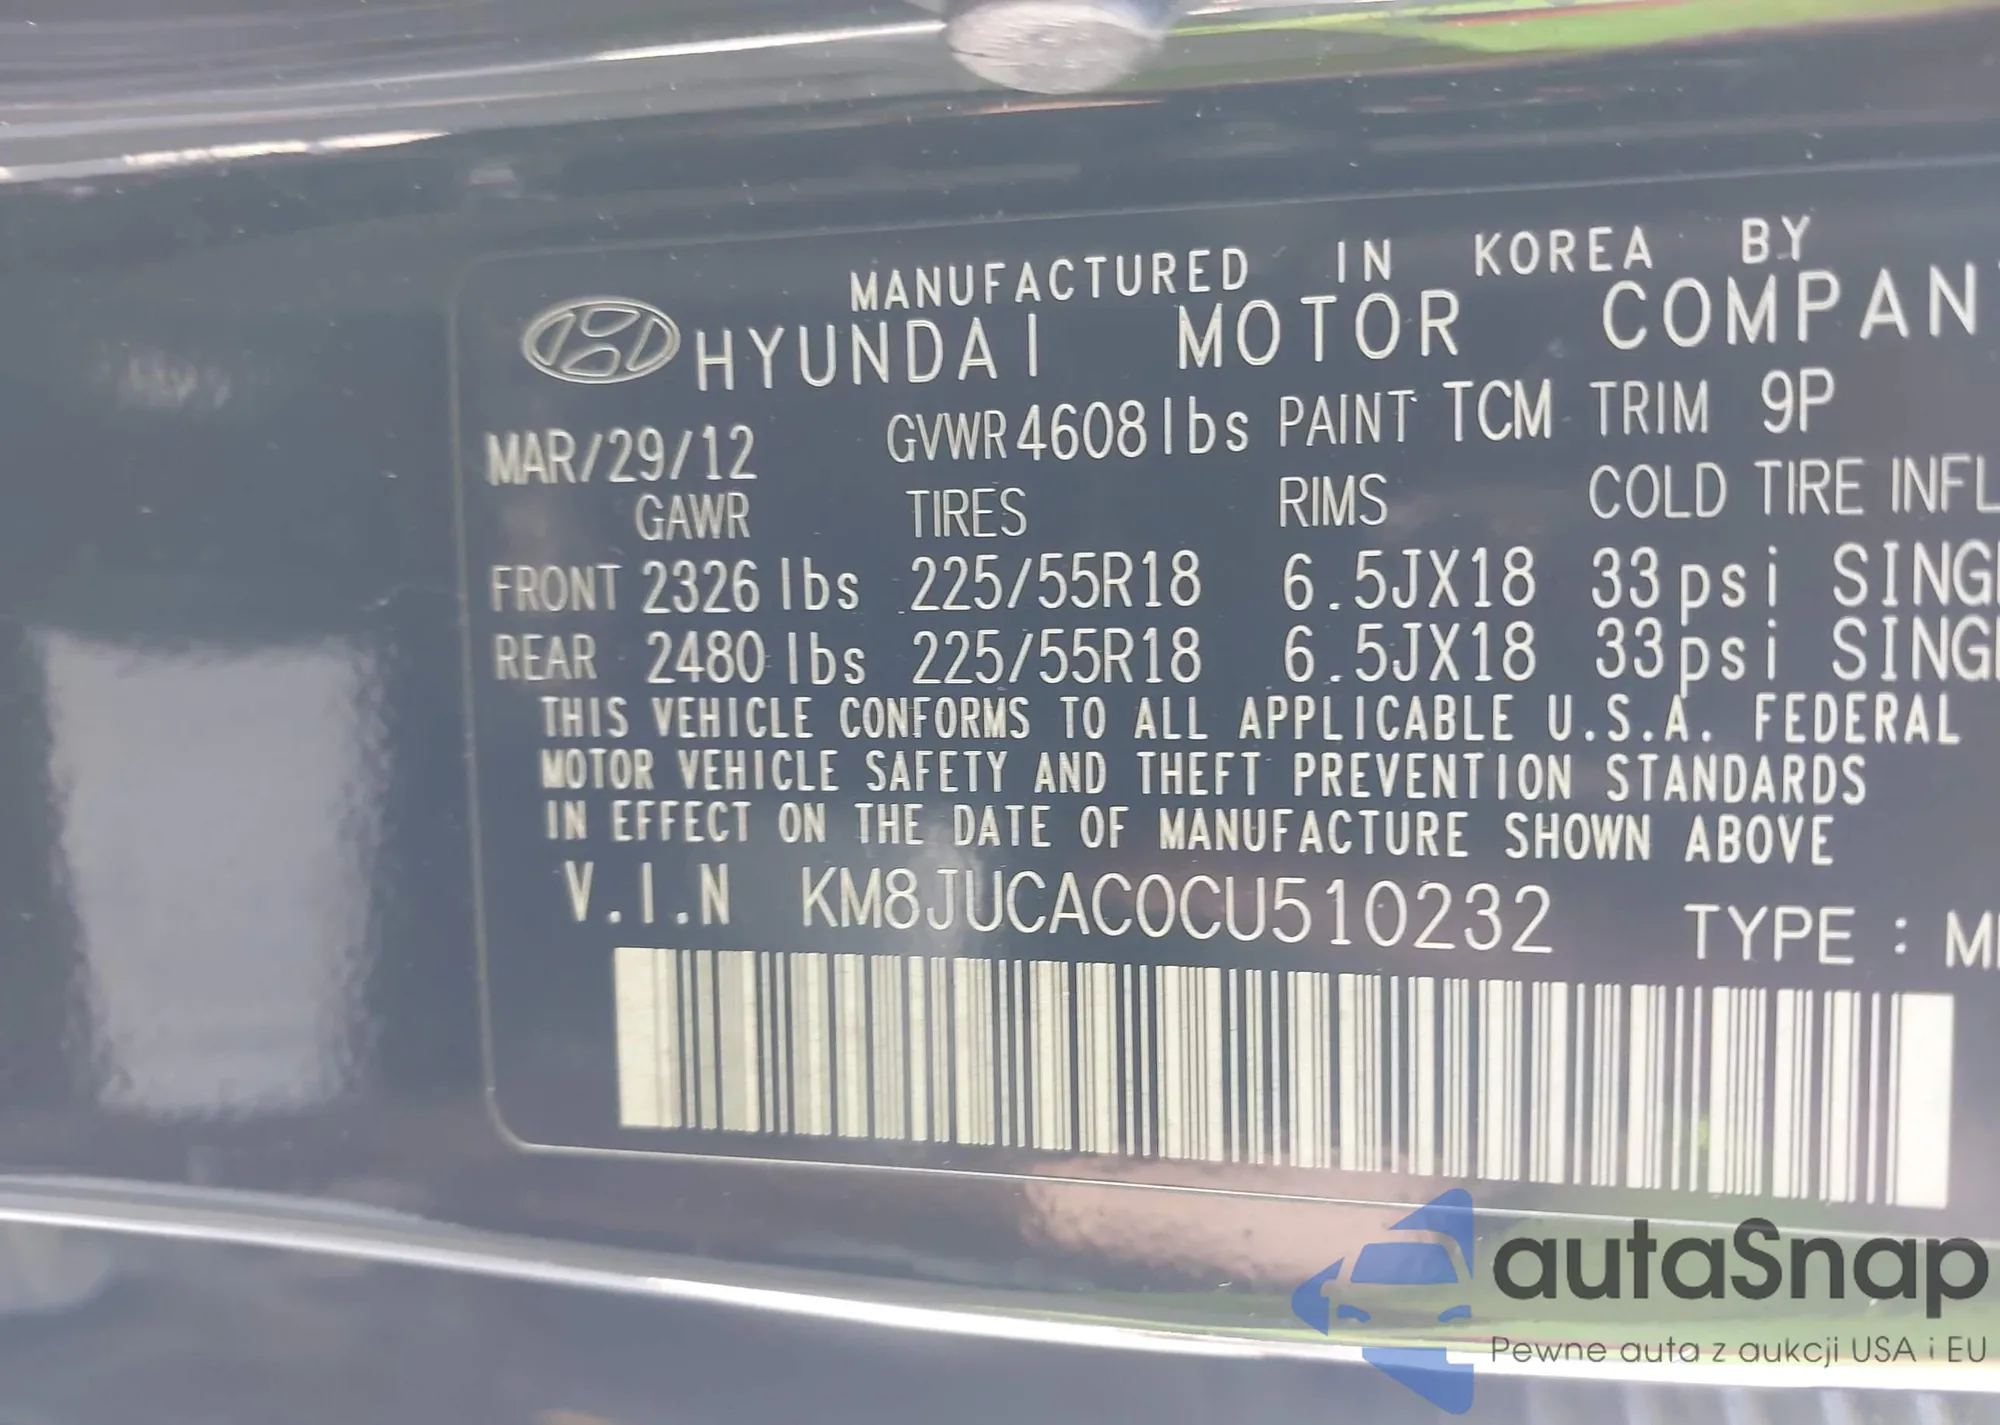 MANUFACTURED IN KOREA BY
HYUNDAI MOTOR COMPAN
MAR/29/12 GVWR 4608lbs PAINT TCM TRIM 9P
GAWR TIRES RIMS COLD TIRE INFL
FRONT 2326 lbs 225/55R18 6.5JX18 33psi SINGL
REAR 2480 lbs 225/55R18 6.5JX18 33psi SINGL
THIS VEHICLE CONFORMS TO ALL APPLICABLE U.S.A. FEDERAL
MOTOR VEHICLE SAFETY AND THEFT PREVENTION STANDARDS
IN EFFECT ON THE DATE OF MANUFACTURE SHOWN ABOVE
V.I.N KM8JUCAC0CU510232 TYPE : M
autaSnap
Pewne auta z aukcji USA i EU